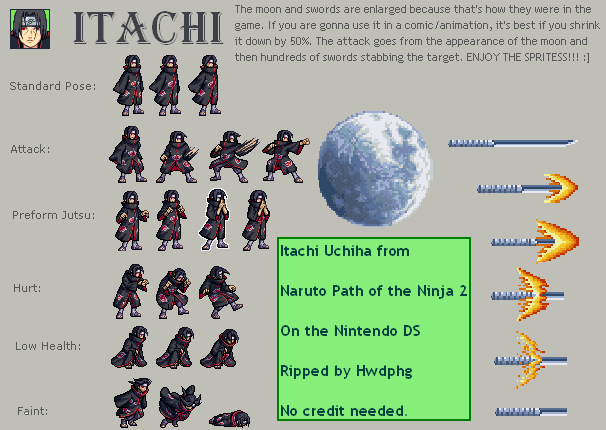 ITACHI
The moon and swords are enlarged because that's how they were in the
game. If you are gonna use it in a comic/animation, it's best if you shrink
it down by 50%. The attack goes from the appearance of the moon and
then hundreds of swords stabbing the target. ENJOY THE SPRITESS!!! :]
Standard Pose:
Attack:
Preform Jutsu:
Hurt:
Low Health:
Faint:
Itachi Uchiha from
Naruto Path of the Ninja 2
On the Nintendo DS
Ripped by Hwdphg
No credit needed.